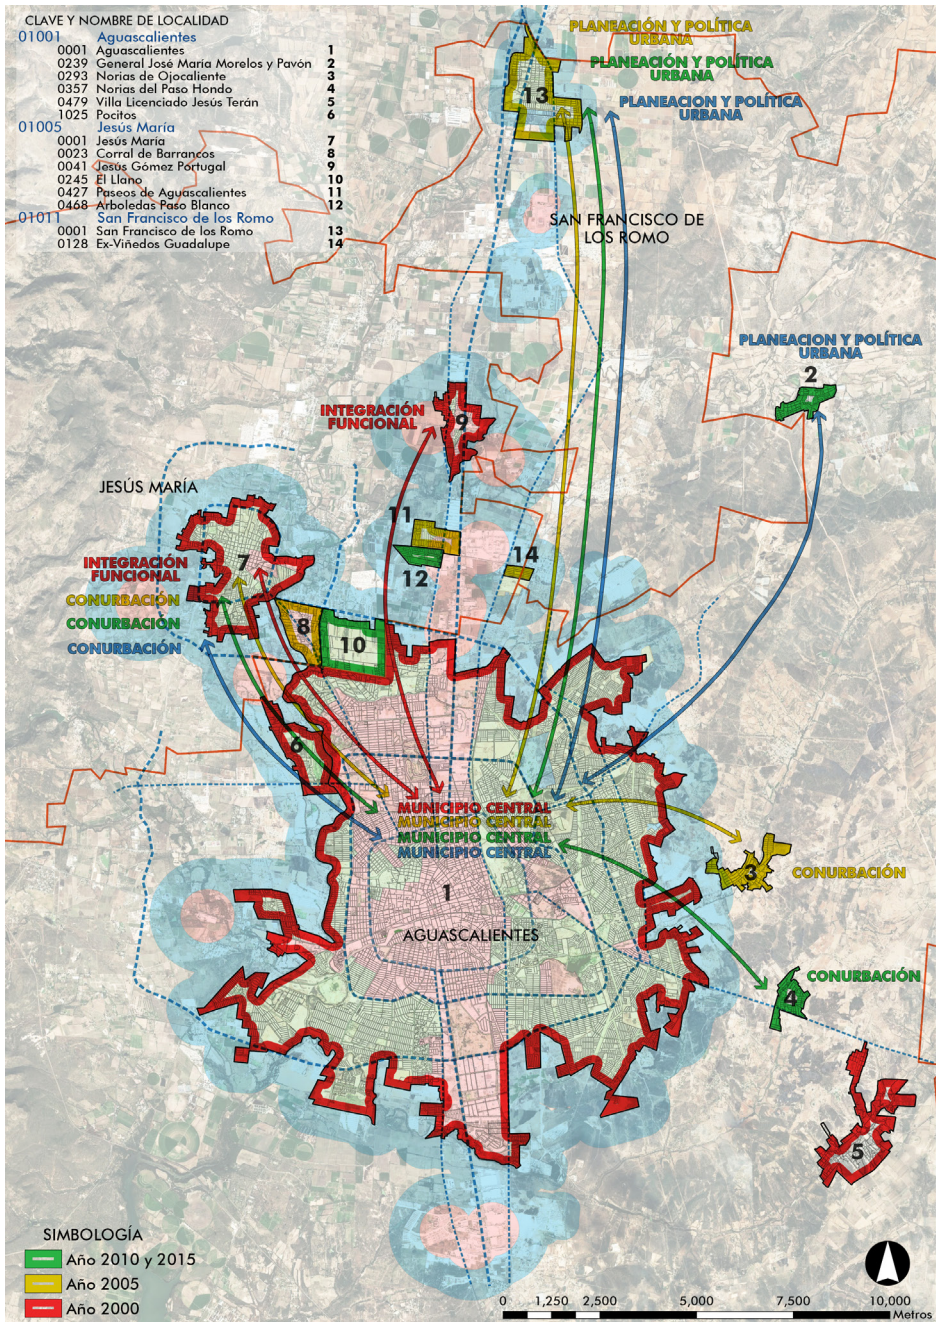 CLAVE Y NOMBRE DE LOCALIDAD
01001 Aguascalientes
0001 Aguascalientes 1
0239 General José María Morelos y Pavón 2
0293 Norias de Ojocaliente 3
0357 Norias del Paso Hondo 4
0479 Villa Licenciado Jesús Terán 5
1025 Pocitos 6
01005 Jesús María
0001 Jesús María 7
0023 Corral de Barrancos 8
0041 Jesús Gómez Portugal 9
0245 El Llano 10
0427 Paseos de Aguascalientes 11
0468 Arboledas Paso Blanco 12
01011 San Francisco de los Romo
0001 San Francisco de los Romo 13
0128 Ex-Viñedos Guadalupe 14
PLANEACIÓN Y POLÍTICA
URBANA
PLANEACIÓN Y POLÍTICA
URBANA
PLANEACION Y POLÍTICA
URBANA
13
SAN FRANCISCO DE
LOS ROMO
PLANEACION Y POLÍTICA
URBANA
2
INTEGRACIÓN
FUNCIONAL
9
JESÚS MARÍA
11
12
14
7
INTEGRACIÓN
FUNCIONAL
CONURBACIÓN
CONURBACIÓN
CONURBACIÓN
8
10
6
MUNICIPIO CENTRAL
MUNICIPIO CENTRAL
MUNICIPIO CENTRAL
MUNICIPIO CENTRAL
3
CONURBACIÓN
1
AGUASCALIENTES
CONURBACIÓN
4
5
SIMBOLOGÍA
Año 2010 y 2015
Año 2005
Año 2000
0 1,250 2,500 5,000 7,500 10,000
Metros